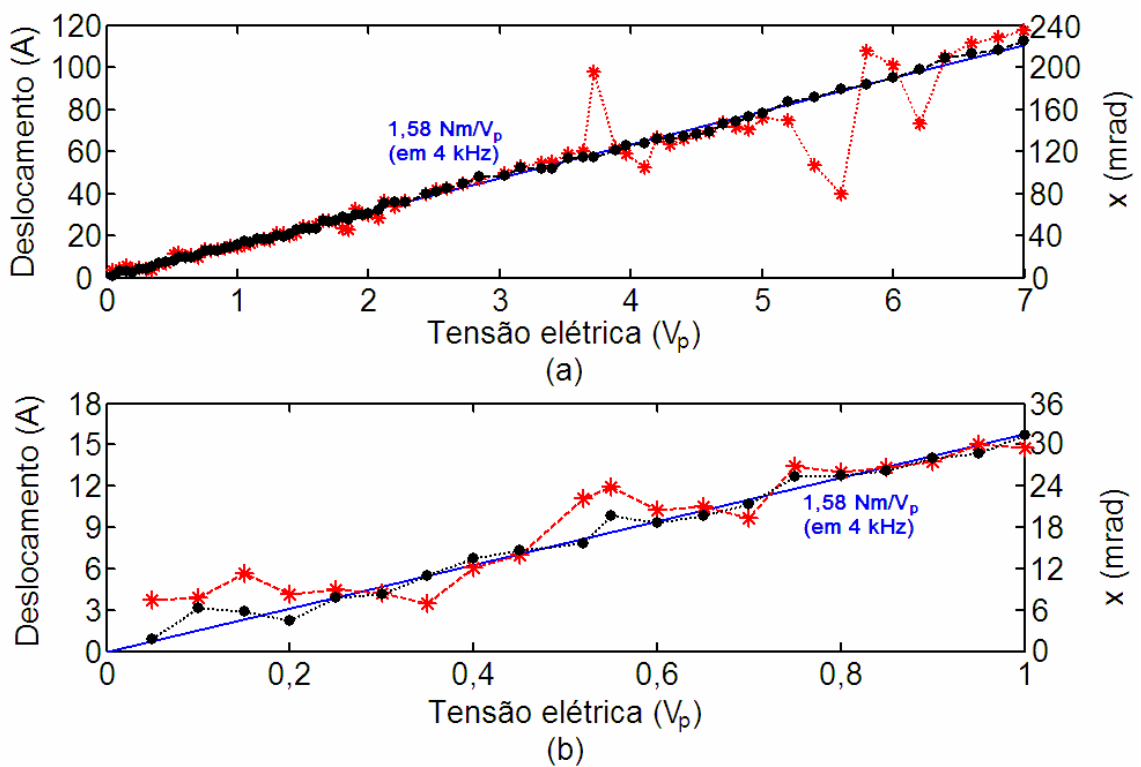 120
100
80
60
40
20
0
Deslocamento (A)
240
200
160
120
80
40
0
x (mrad)
1,58 Nm/Vp
(em 4 kHz)
0 1 2 3 4 5 6 7
Tensão elétrica (Vp)
(a)
18
15
12
9
6
3
0
Deslocamento (A)
36
30
24
18
12
6
0
x (mrad)
1,58 Nm/Vp
(em 4 kHz)
0 0,2 0,4 0,6 0,8 1
Tensão elétrica (Vp)
(b)